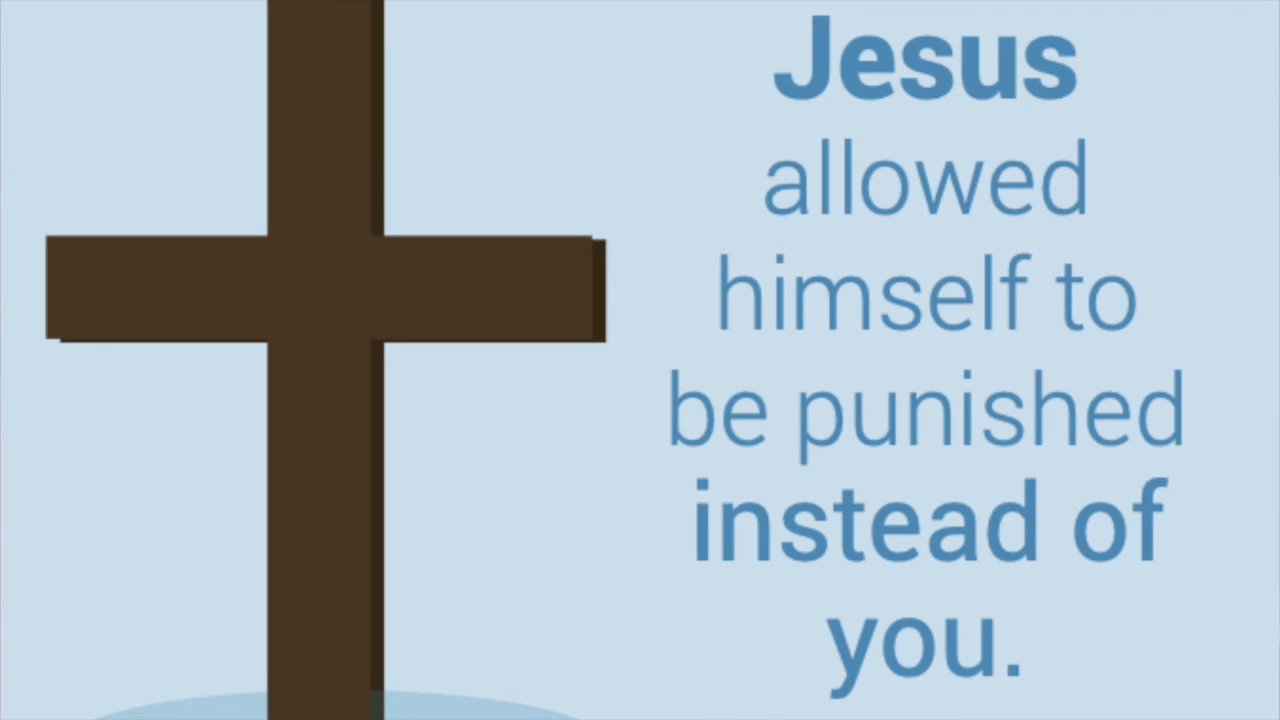 Jesus
allowed
himself to
be punished
instead of
you.